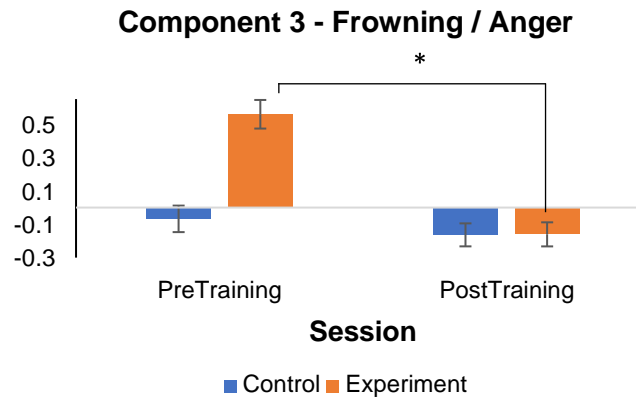 Component 3 - Frowning / Anger
*
0.5
0.3
0.1
-0.1
-0.3
PreTraining PostTraining
Session
Control Experiment